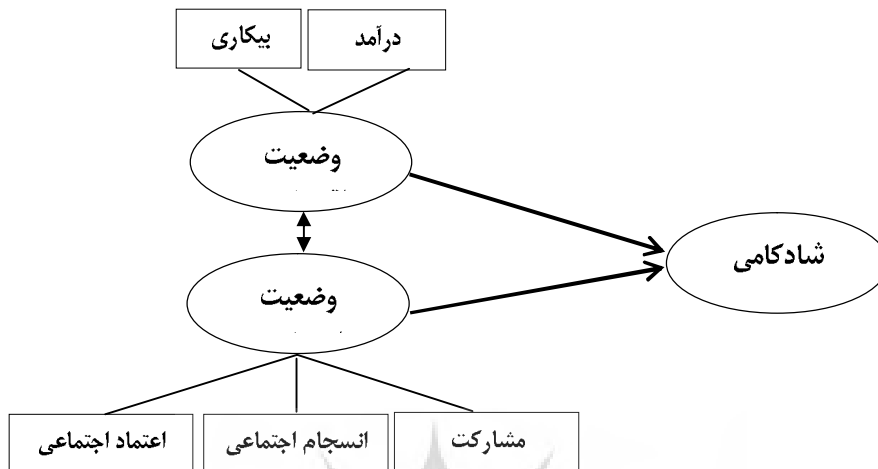 درآمد
بیکاری
وضعیت
شادکامی
وضعیت
مشارکت
انسجام اجتماعی
اعتماد اجتماعی